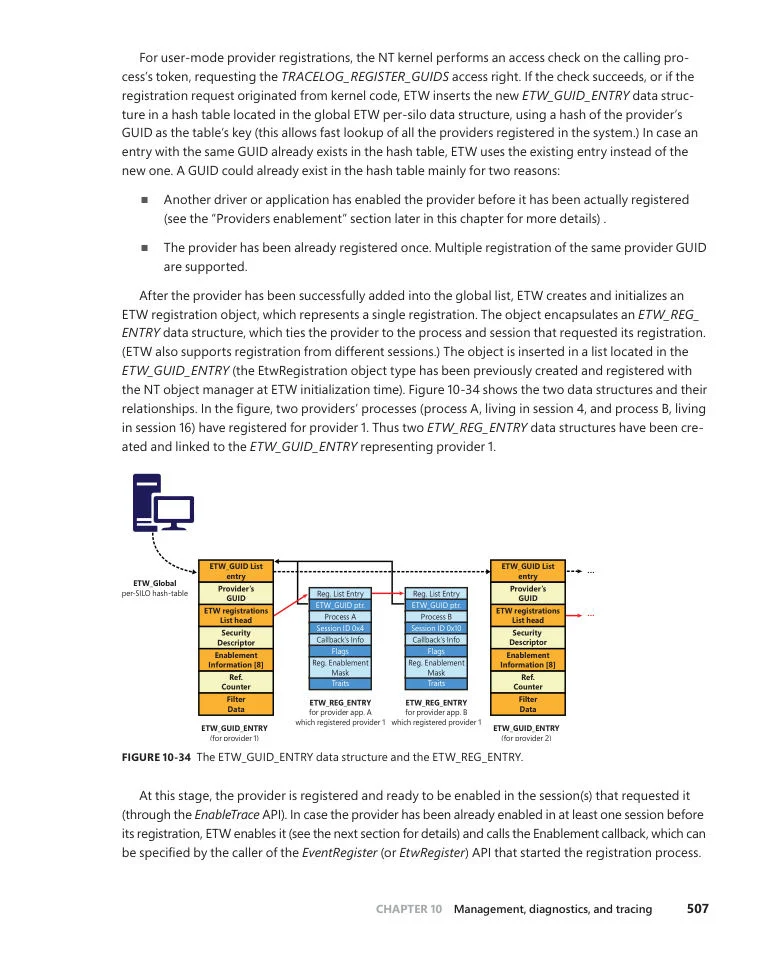 For user-mode provider registrations, the NT kernel performs an access check on the calling pro-
cess’s token, requesting the TRACELOG_REGISTER_GUIDS access right. If the check succeeds, or if the
registration request originated from kernel code, ETW inserts the new ETW_GUID_ENTRY data struc-
ture in a hash table located in the global ETW per-silo data structure, using a hash of the provider’s
GUID as the table’s key (this allows fast lookup of all the providers registered in the system.) In case an
entry with the same GUID already exists in the hash table, ETW uses the existing entry instead of the
new one. A GUID could already exist in the hash table mainly for two reasons:
■ Another driver or application has enabled the provider before it has been actually registered
(see the “Providers enablement” section later in this chapter for more details) .
■ The provider has been already registered once. Multiple registration of the same provider GUID
are supported.
After the provider has been successfully added into the global list, ETW creates and initializes an
ETW registration object, which represents a single registration. The object encapsulates an ETW_REG_
ENTRY data structure, which ties the provider to the process and session that requested its registration.
(ETW also supports registration from different sessions.) The object is inserted in a list located in the
ETW_GUID_ENTRY (the EtwRegistration object type has been previously created and registered with
the NT object manager at ETW initialization time). Figure 10-34 shows the two data structures and their
relationships. In the figure, two providers’ processes (process A, living in session 4, and process B, living
in session 16) have registered for provider 1. Thus two ETW_REG_ENTRY data structures have been cre-
ated and linked to the ETW_GUID_ENTRY representing provider 1.
ETW_Global
per-SILO hash-table
ETW_GUID List
entry
Provider’s
GUID
ETW registrations
List head
Security
Descriptor
Enablement
Information [8]
Ref.
Counter
Filter
Data
ETW_GUID_ENTRY
(for provider 1)
Reg. List Entry
ETW_GUID ptr.
Process A
Session ID 0x4
Callback’s Info
Flags
Reg. Enablement
Mask
Traits
ETW_REG_ENTRY
for provider app. A
which registered provider 1
Reg. List Entry
ETW_GUID ptr.
Process B
Session ID 0x10
Callback’s Info
Flags
Reg. Enablement
Mask
Traits
ETW_REG_ENTRY
for provider app. B
which registered provider 1
ETW_GUID List
entry
Provider’s
GUID
ETW registrations
List head
Security
Descriptor
Enablement
Information [8]
Ref.
Counter
Filter
Data
ETW_GUID_ENTRY
(for provider 2)
...
...
FIGURE 10-34 The ETW_GUID_ENTRY data structure and the ETW_REG_ENTRY.
At this stage, the provider is registered and ready to be enabled in the session(s) that requested it
(through the EnableTrace API). In case the provider has been already enabled in at least one session before
its registration, ETW enables it (see the next section for details) and calls the Enablement callback, which can
be specified by the caller of the EventRegister (or EtwRegister) API that started the registration process.
CHAPTER 10 Management, diagnostics, and tracing 507